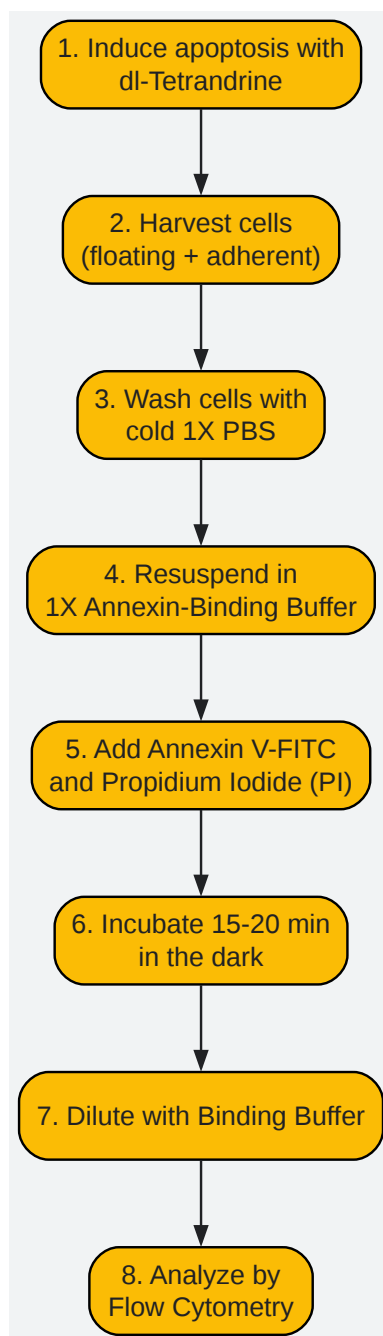 1. Induce apoptosis with
dl-Tetrandrine
2. Harvest cells
(floating + adherent)
3. Wash cells with
cold 1X PBS
4. Resuspend in
1X Annexin-Binding Buffer
5. Add Annexin V-FITC
and Propidium Iodide (PI)
6. Incubate 15-20 min
in the dark
7. Dilute with Binding Buffer
8. Analyze by
Flow Cytometry